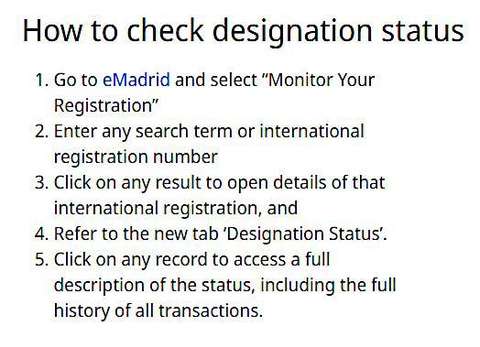 How to check designation status
1. Go to eMadrid and select “Monitor Your
Registration”
2. Enter any search term or international
registration number
3. Click on any result to open details of that
international registration, and
4. Refer to the new tab ‘Designation Status’.
5. Click on any record to access a full
description of the status, including the full
history of all transactions.